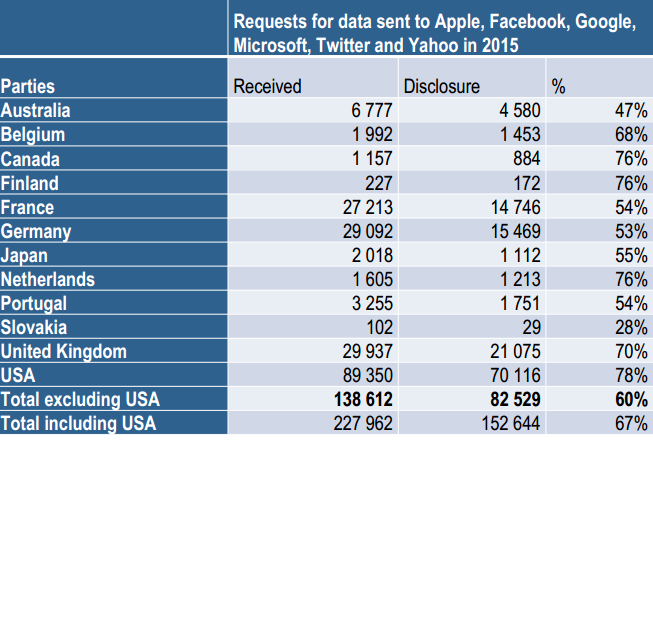 Requests for data sent to Apple, Facebook, Google,
Microsoft, Twitter and Yahoo in 2015
Parties Received Disclosure %
Australia 6 777 4 580 47%
Belgium 1 992 1 453 68%
Canada 1 157 884 76%
Finland 227 172 76%
France 27 213 14 746 54%
Germany 29 092 15 469 53%
Japan 2 018 1 112 55%
Netherlands 1 605 1 213 76%
Portugal 3 255 1 751 54%
Slovakia 102 29 28%
United Kingdom 29 937 21 075 70%
USA 89 350 70 116 78%
Total excluding USA 138 612 82 529 60%
Total including USA 227 962 152 644 67%